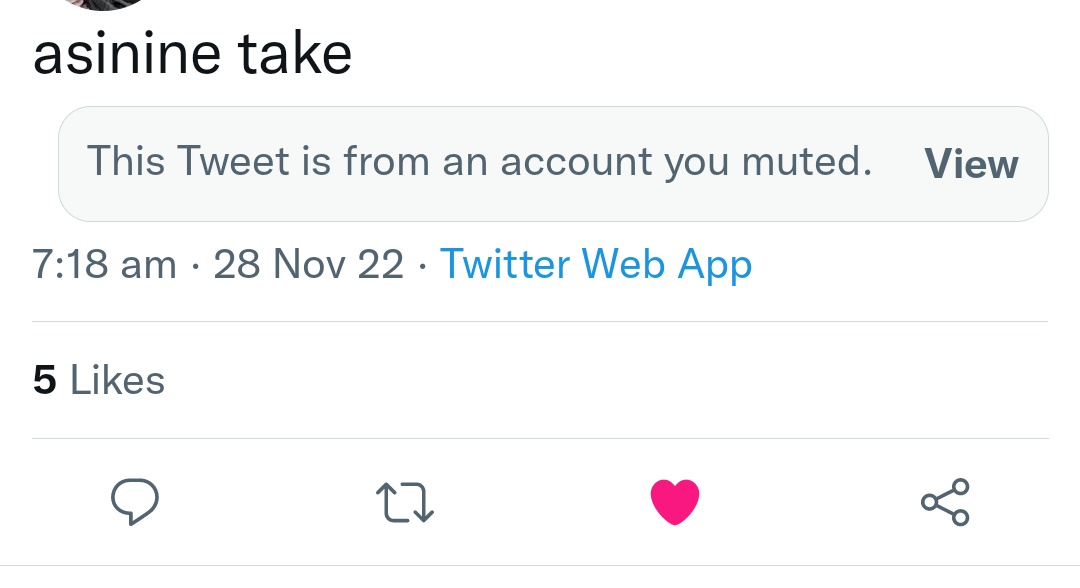 asinine take
This Tweet is from an account you muted. View
7:18 am · 28 Nov 22 · Twitter Web App
5 Likes